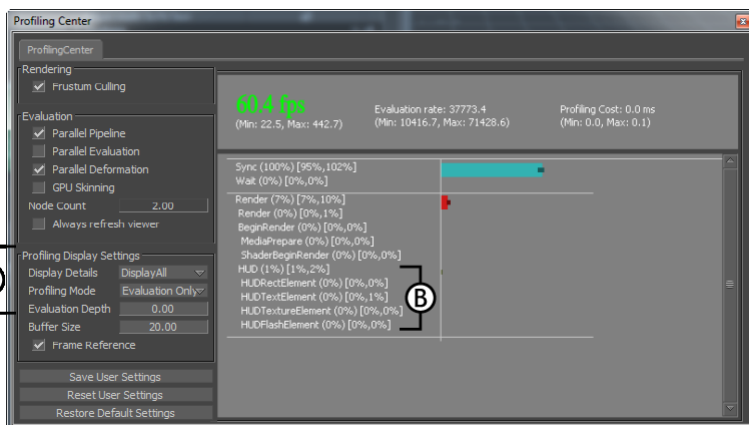 Profiling Center
ProfilingCenter
Rendering
Frustum Culling
Evaluation
Parallel Pipeline
Parallel Evaluation
Parallel Deformation
GPU Skinning
Node Count 2.00
Always refresh viewer
Profiling Display Settings
Display Details DisplayAll
Profiling Mode Evaluation Only
Evaluation Depth 0.00
Buffer Size 20.00
Frame Reference
Save User Settings
Reset User Settings
Restore Default Settings
60.4 fps
(Min: 22.5, Max: 442.7)
Evaluation rate: 37773.4
(Min: 10416.7, Max: 71428.6)
Profiling Cost: 0.0 ms
(Min: 0.0, Max: 0.1)
Sync (100%) [95%,102%]
Wait (0%) [0%,0%]
Render (7%) [7%,10%]
Render (0%) [0%,1%]
BeginRender (0%) [0%,0%]
MediaPrepare (0%) [0%,0%]
ShaderBeginRender (0%) [0%,0%]
HUD (1%) [1%,2%]
HUDRectElement (0%) [0%,0%]
HUDTextElement (0%) [0%,1%]
HUDTextureElement (0%) [0%,0%]
HUDFlashElement (0%) [0%,0%]
B